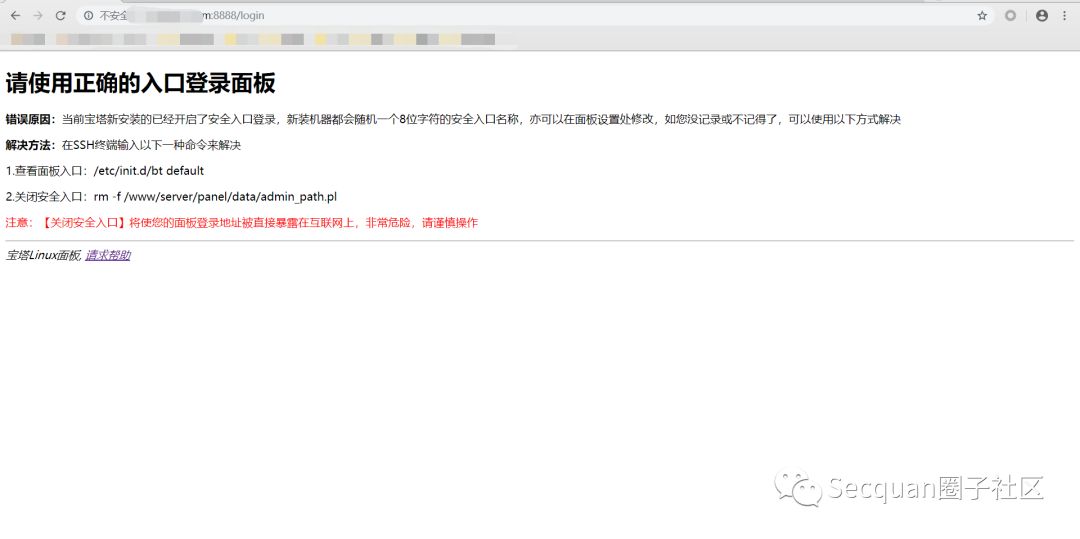 不安全
m:8888/login
请使用正确的入口登录面板
错误原因：当前宝塔新安装的已经开启了安全入口登录，新装机器都会随机一个8位字符的安全入口名称，亦可以在面板设置处修改，如您没记录或不记得了，可以使用以下方式解决
解决方法：在SSH终端输入以下一种命令来解决
1.查看面板入口：/etc/init.d/bt default
2.关闭安全入口：rm -f /www/server/panel/data/admin_path.pl
注意：【关闭安全入口】将使您的面板登录地址被直接暴露在互联网上，非常危险，请谨慎操作
宝塔Linux面板, 请求帮助
Secquan圈子社区